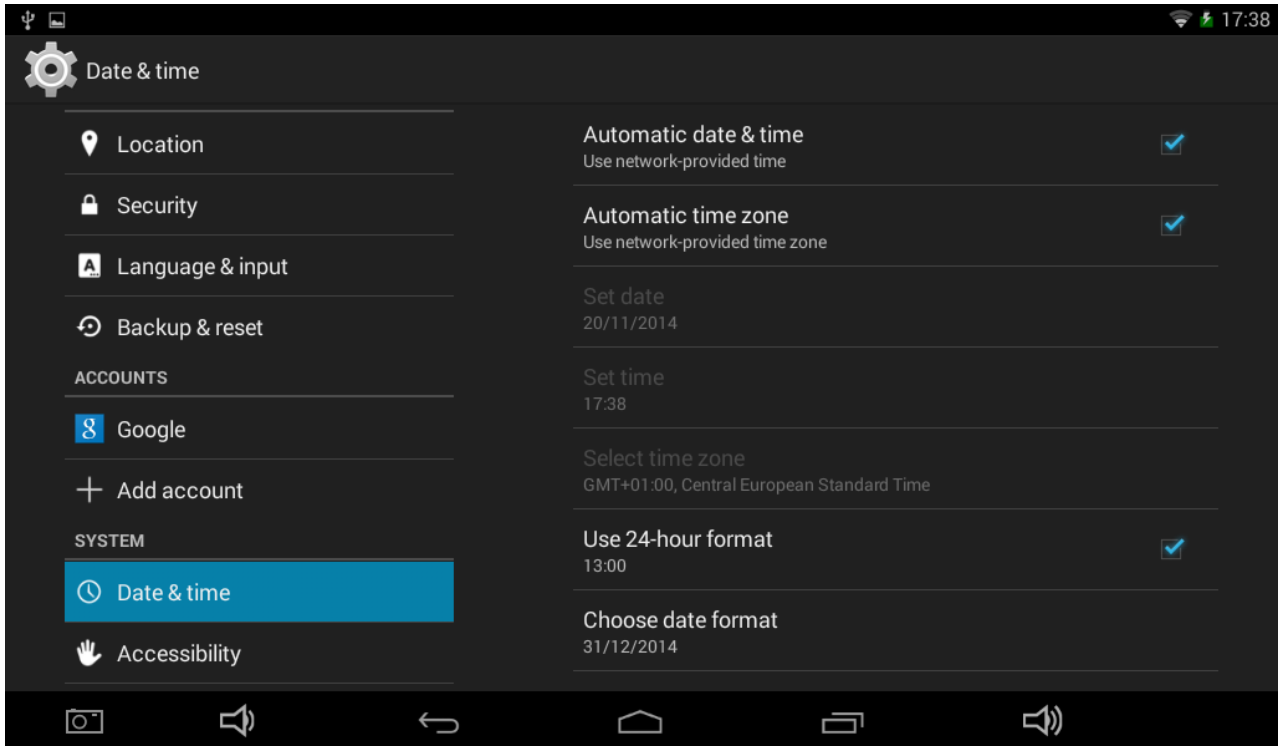 17:38
Date & time
Location
Security
Language & input
Backup & reset
ACCOUNTS
Google
Add account
SYSTEM
Date & time
Accessibility
Automatic date & time
Use network-provided time
Automatic time zone
Use network-provided time zone
Set date
20/11/2014
Set time
17:38
Select time zone
GMT+01:00, Central European Standard Time
Use 24-hour format
13:00
Choose date format
31/12/2014